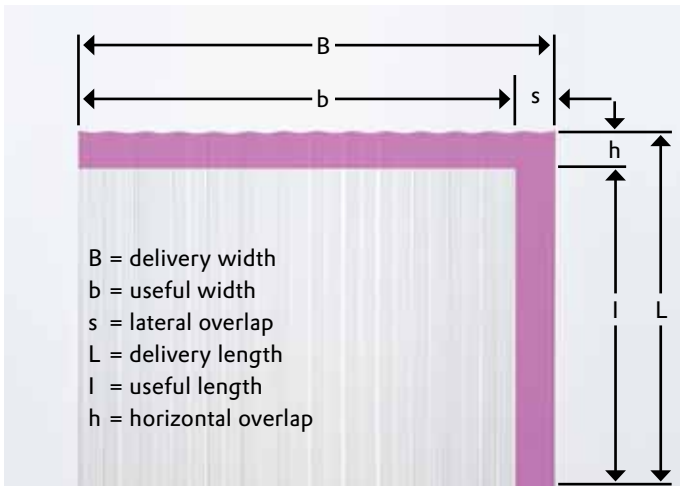 B
b
s
h
l
L
B = delivery width
b = useful width
s = lateral overlap
L = delivery length
l = useful length
h = horizontal overlap